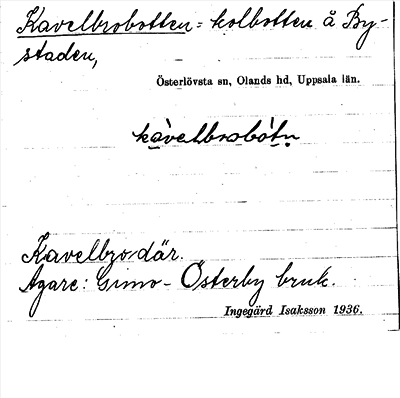 Kavelbrobotten = kolbotten å By-
staden,
Österlövsta sn, Olands hd, Uppsala län.
kavelbrobòtn
Kavelbro där.
Ägare: Gimo-Österby bruk.
Ingegärd Isaksson 1936.